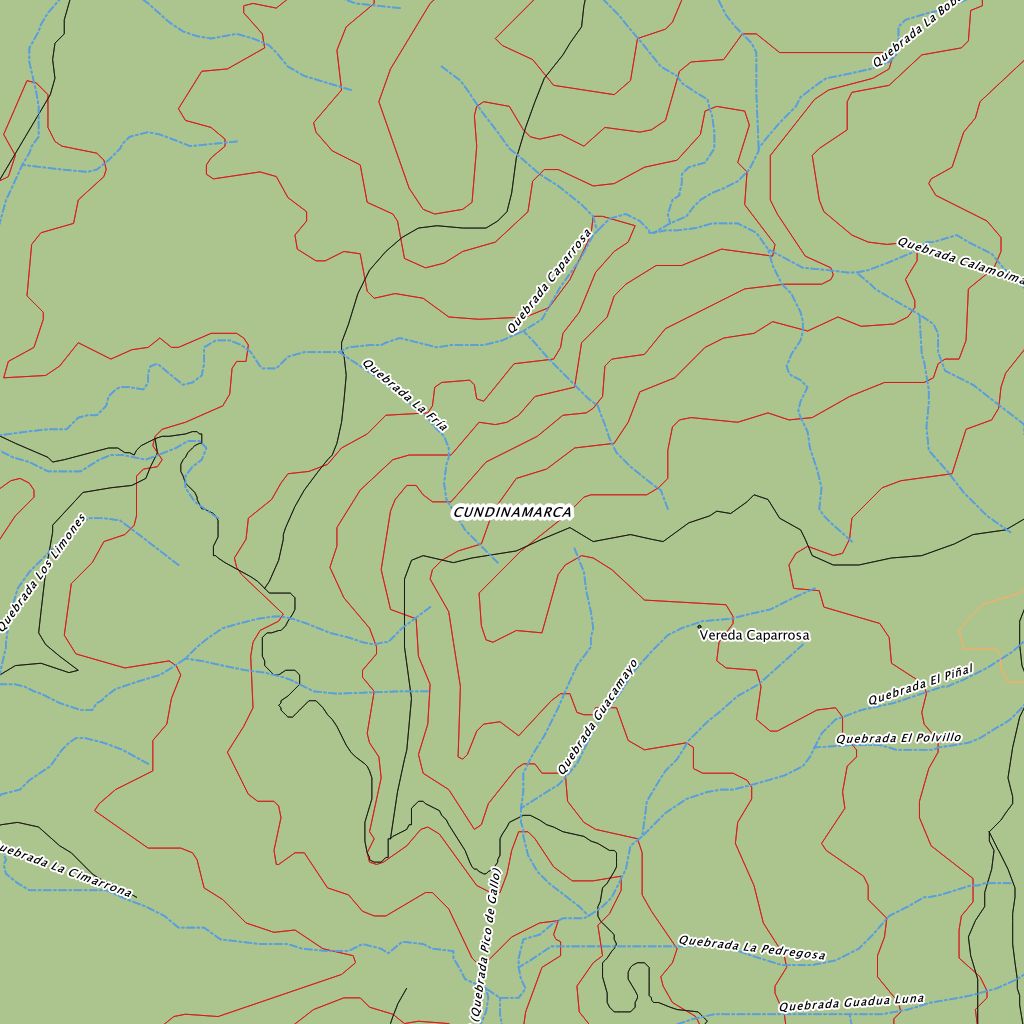 Quebrada La
Quebrada Calamoima
Quebrada Caparrosa
Quebrada La Fría
CUNDINAMARCA
Quebrada Los Limones
Vereda Caparrosa
Quebrada Guacamayo
Quebrada El Piñal
Quebrada El Polvillo
Quebrada La Cimarrona
(Quebrada Pico de Gallo)
Quebrada La Pedregosa
Quebrada Guadua Luna